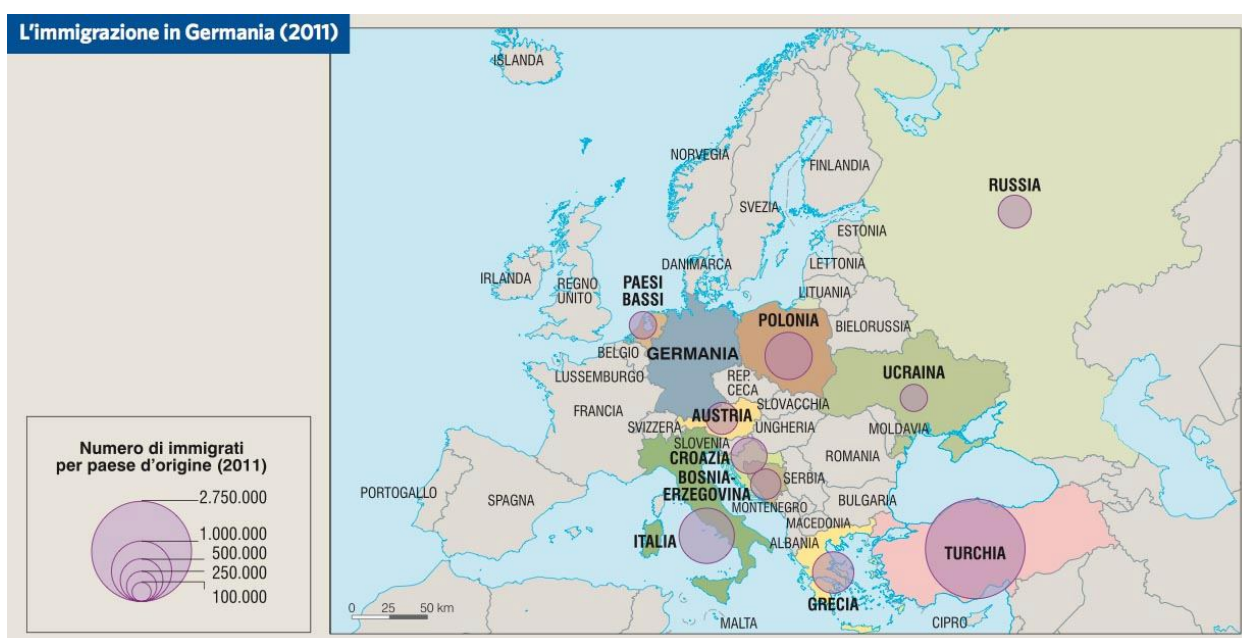 L'immigrazione in Germania (2011)
ISLANDA
NORVEGIA
FINLANDIA
SVEZIA
RUSSIA
ESTONIA
LETTONIA
LITUANIA
DANIMARCA
IRLANDA
REGNO
UNITO
PAESI
BASSI
POLONIA
BIELORUSSIA
BELGIO
GERMANIA
LUSSEMBURGO
REP.
CECA
UCRAINA
SLOVACCHIA
FRANCIA
AUSTRIA
SVIZZERA
UNGHERIA
MOLDAVIA
SLOVENIA
CROAZIA
ROMANIA
BOSNIA-
ERZEGOVINA
SERBIA
PORTOGALLO
SPAGNA
MONTENEGRO
BULGARIA
MACEDONIA
ITALIA
ALBANIA
TURCHIA
GRECIA
MALTA
CIPRO
0 25 50 km
Numero di immigrati
per paese d'origine (2011)
2.750.000
1.000.000
500.000
250.000
100.000